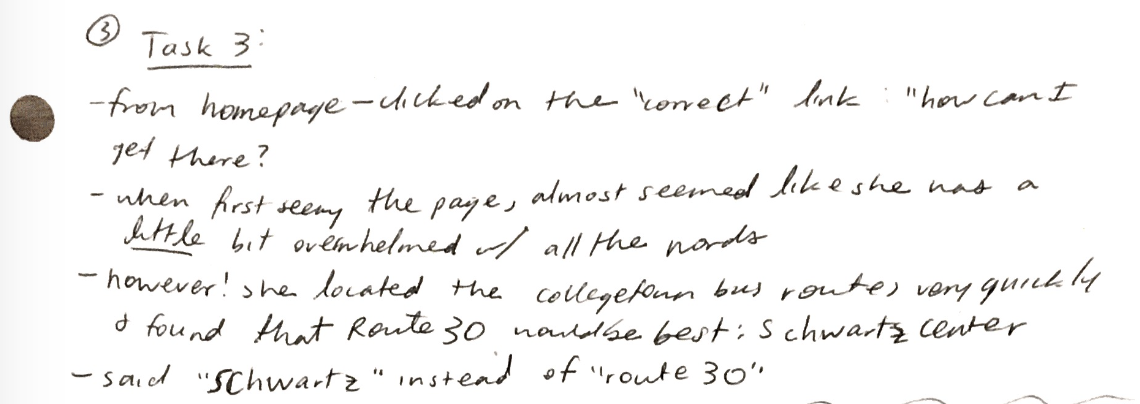 ③ Task 3:
- from homepage - clicked on the "correct" link : "how can I
get there?
- when first seeing the page, almost seemed like she was a
little bit overwhelmed w/ all the words
- however! she located the collegetown bus routes very quickly
& found that Route 30 would be best: Schwartz Center
- said "Schwartz" instead of "route 30"